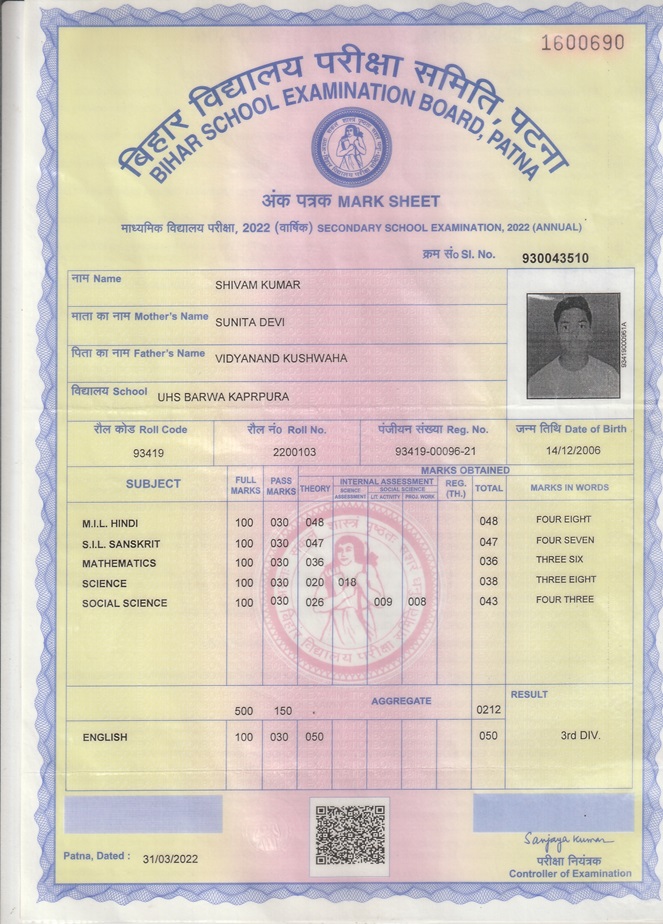 1600690
बिहार विद्यालय परीक्षा समिति, पटना
BIHAR SCHOOL EXAMINATION BOARD, PATNA
अंक पत्रक MARK SHEET
माध्यमिक विद्यालय परीक्षा, 2022 (वार्षिक) SECONDARY SCHOOL EXAMINATION, 2022 (ANNUAL)
क्रम सं० Sl. No. 930043510
नाम Name SHIVAM KUMAR
माता का नाम Mother's Name SUNITA DEVI
पिता का नाम Father's Name VIDYANAND KUSHWAHA
विद्यालय School UHS BARWA KAPRPURA
93419000961A
रौल कोड Roll Code रौल नं० Roll No. पंजीयन संख्या Reg. No. जन्म तिथि Date of Birth
93419 2200103 93419-00096-21 14/12/2006
SUBJECT FULL MARKS PASS MARKS MARKS OBTAINED
THEORY INTERNAL ASSESSMENT REG. (TH.) TOTAL MARKS IN WORDS
SCIENCE ASSESSMENT SOCIAL SCIENCE
LIT. ACTIVITY PROJ. WORK
M.I.L. HINDI 100 030 048 048 FOUR EIGHT
S.I.L. SANSKRIT 100 030 047 047 FOUR SEVEN
MATHEMATICS 100 030 036 036 THREE SIX
SCIENCE 100 030 020 018 038 THREE EIGHT
SOCIAL SCIENCE 100 030 026 009 008 043 FOUR THREE
AGGREGATE RESULT
500 150 0212
ENGLISH 100 030 050 050 3rd DIV.
Patna, Dated : 31/03/2022
Sanjaya Kumar
परीक्षा नियंत्रक
Controller of Examination